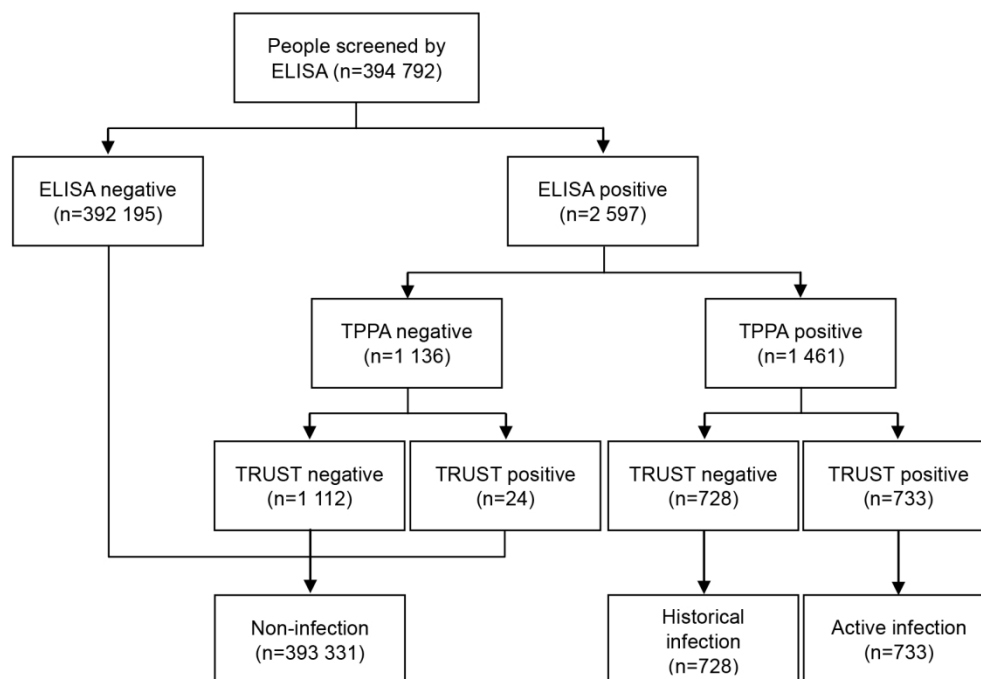 People screened by
ELISA (n=394 792)
ELISA negative
(n=392 195)
ELISA positive
(n=2 597)
TPPA negative
(n=1 136)
TPPA positive
(n=1 461)
TRUST negative
(n=1 112)
TRUST positive
(n=24)
TRUST negative
(n=728)
TRUST positive
(n=733)
Non-infection
(n=393 331)
Historical
infection
(n=728)
Active infection
(n=733)